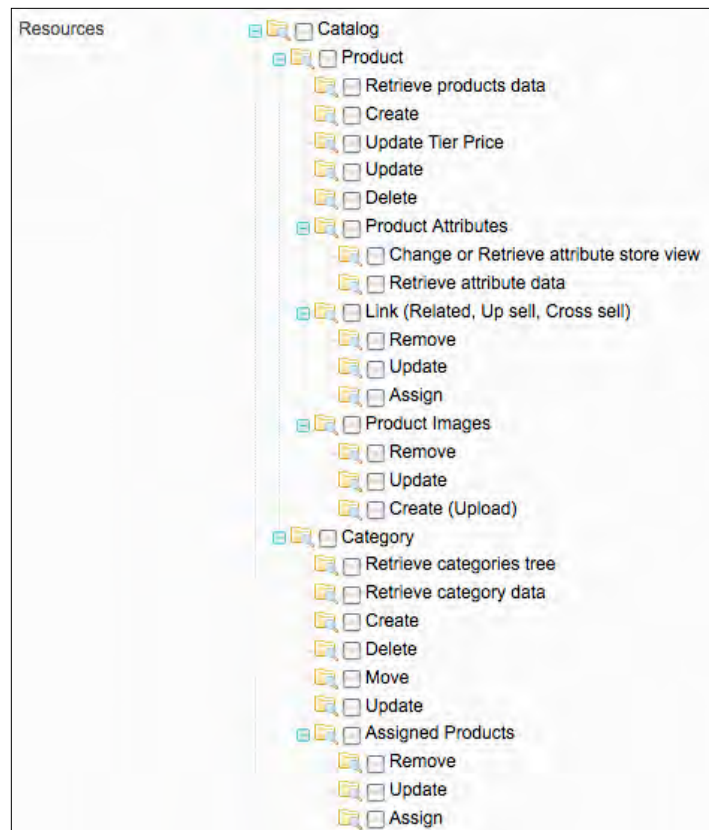 Resources Catalog
Product
Retrieve products data
Create
Update Tier Price
Update
Delete
Product Attributes
Change or Retrieve attribute store view
Retrieve attribute data
Link (Related, Up sell, Cross sell)
Remove
Update
Assign
Product Images
Remove
Update
Create (Upload)
Category
Retrieve categories tree
Retrieve category data
Create
Delete
Move
Update
Assigned Products
Remove
Update
Assign